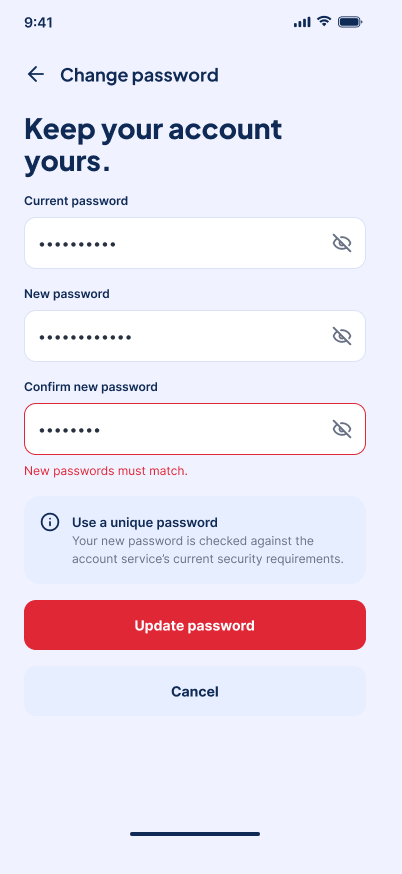 9:41
Change password
Keep your account
yours.
Current password
••••••••••
New password
••••••••••••
Confirm new password
••••••••
New passwords must match.
Use a unique password
Your new password is checked against the
account service’s current security requirements.
Update password
Cancel